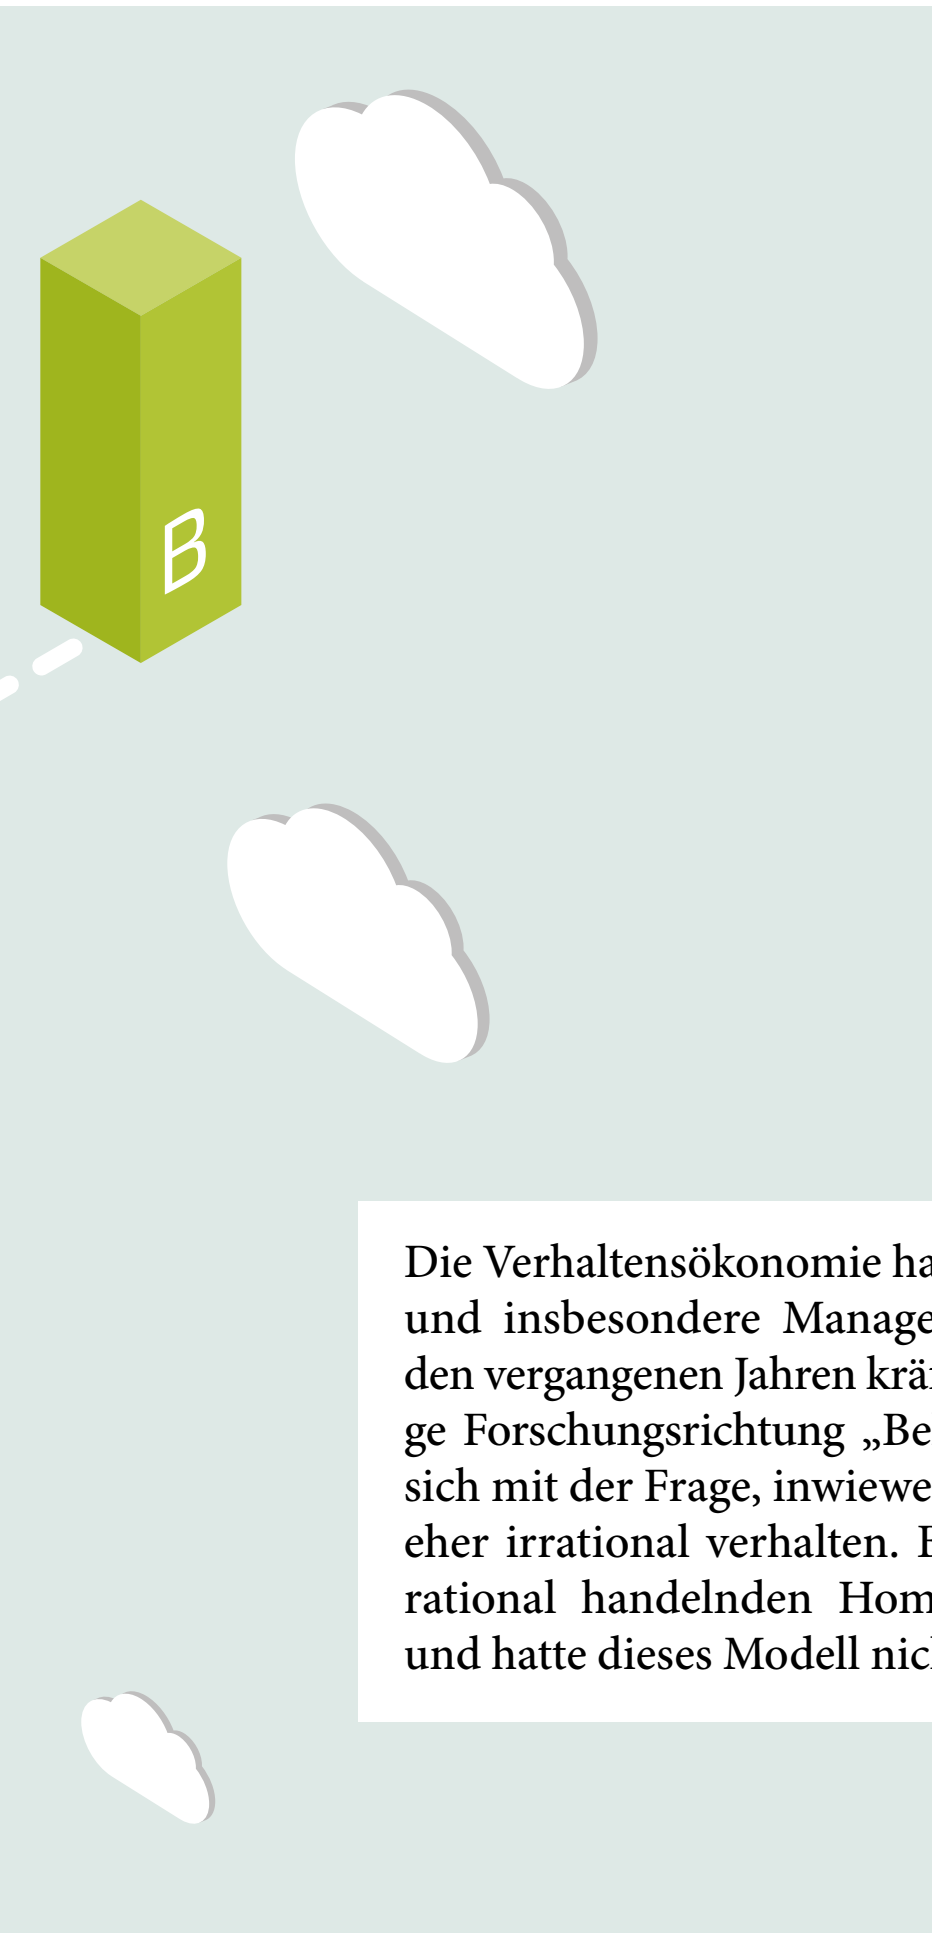 B
Die Verhaltensökonomie ha
und insbesondere Manage
den vergangenen Jahren krä
ge Forschungsrichtung „Be
sich mit der Frage, inwiewe
eher irrational verhalten. E
rational handelnden Hom
und hatte dieses Modell nic